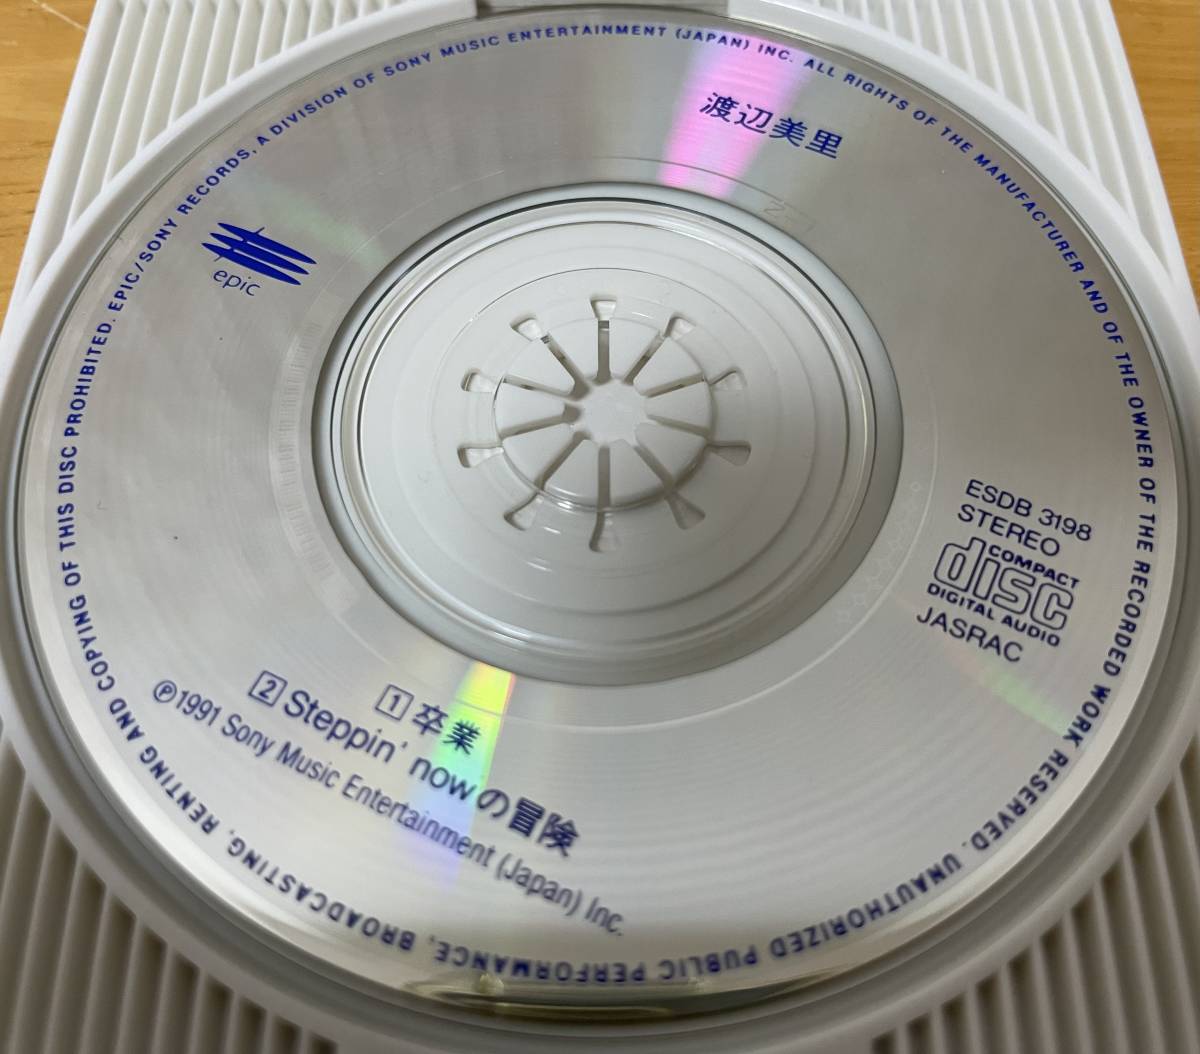 渡辺美里
epic
ESDB 3198
STEREO
COMPACT
disc
DIGITAL AUDIO
JASRAC
1 卒業
2 Steppin' nowの冒険
℗1991 Sony Music Entertainment (Japan) Inc.
EPIC/SONY RECORDS, A DIVISION OF SONY MUSIC ENTERTAINMENT (JAPAN) INC. ALL RIGHTS OF THE MANUFACTURER AND OF THE OWNER OF THE RECORDED WORK RESERVED. UNAUTHORIZED PUBLIC PERFORMANCE, BROADCASTING, RENTING AND COPYING OF THIS DISC PROHIBITED.